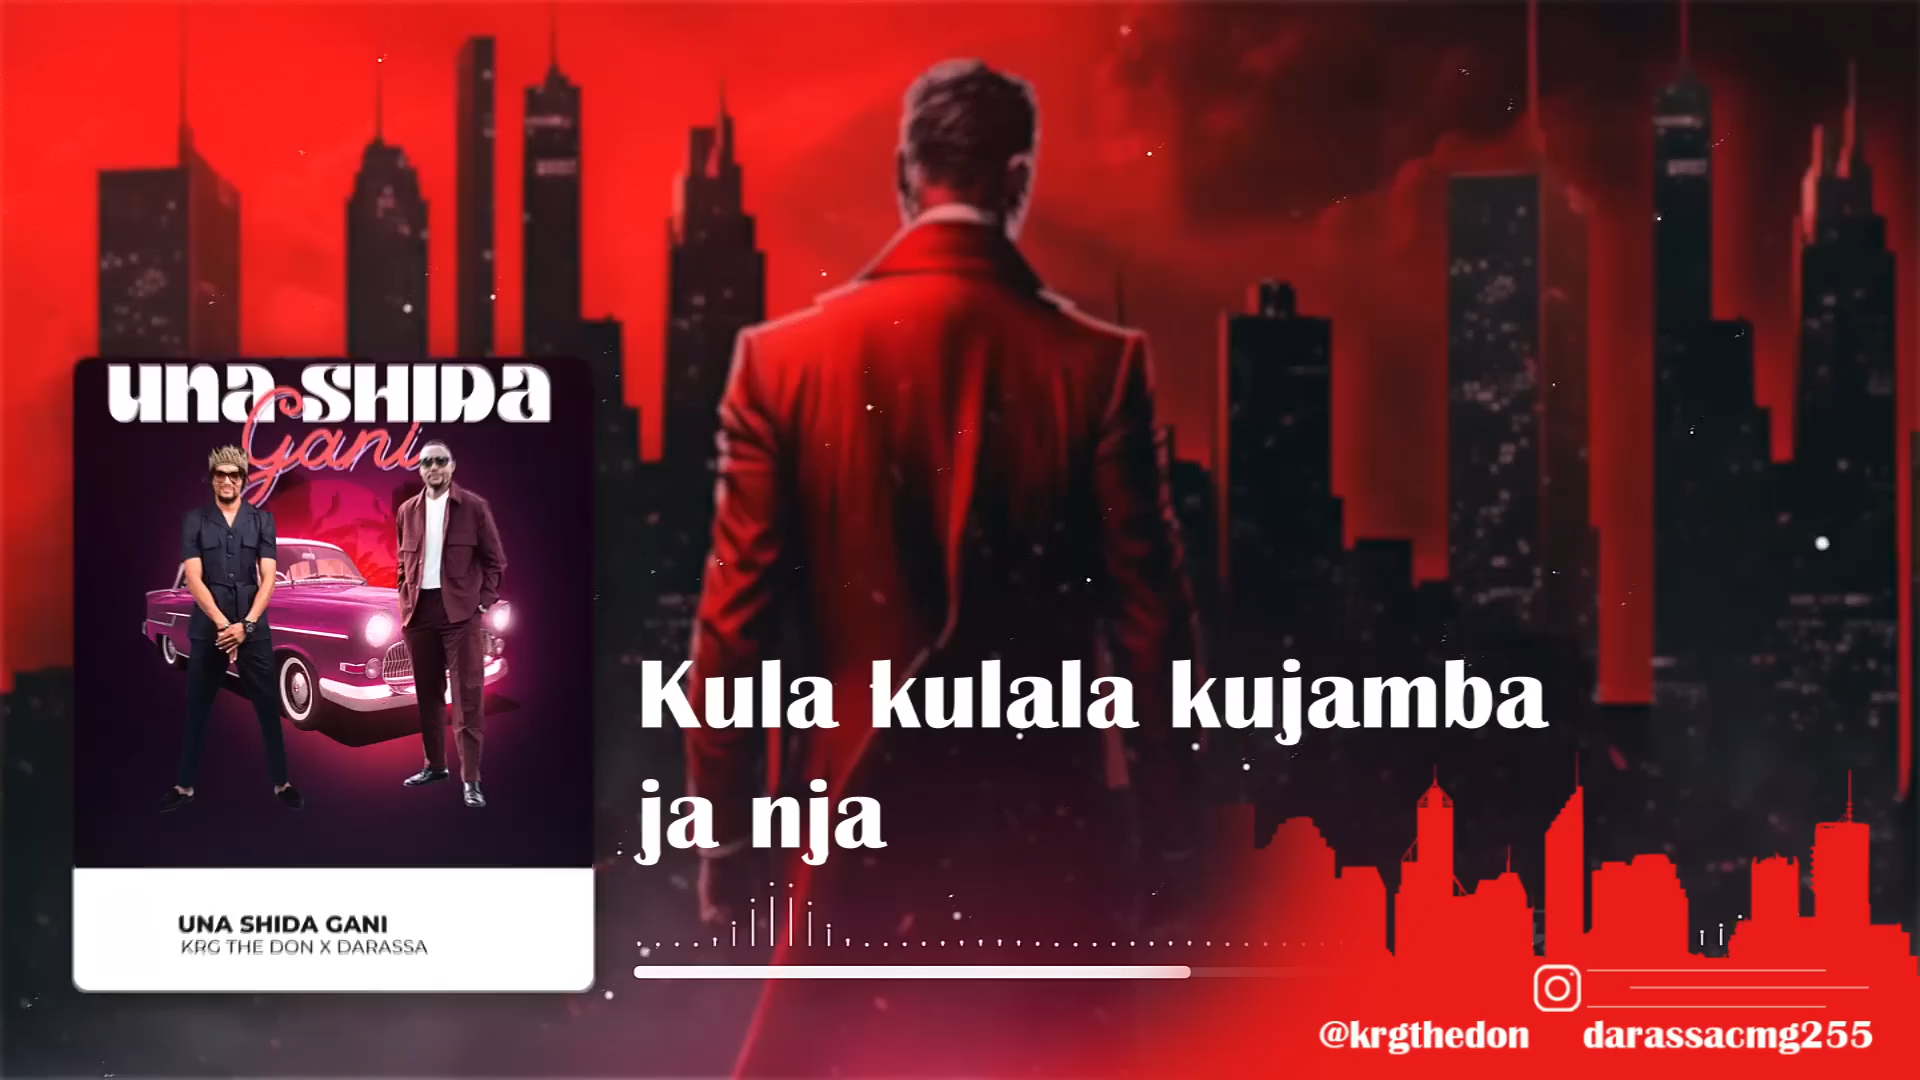 UNA SHIDA
Gani
UNA SHIDA GANI
KRG THE DON X DARASSA
Kula kulala kujamba
ja nja
@krgthedon
darassacmg255